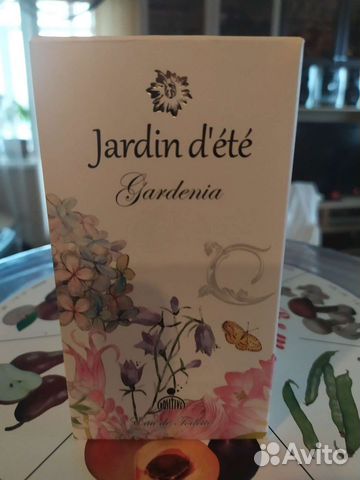 Jardin d'été
Gardenia
Eau de Toilette
Avito